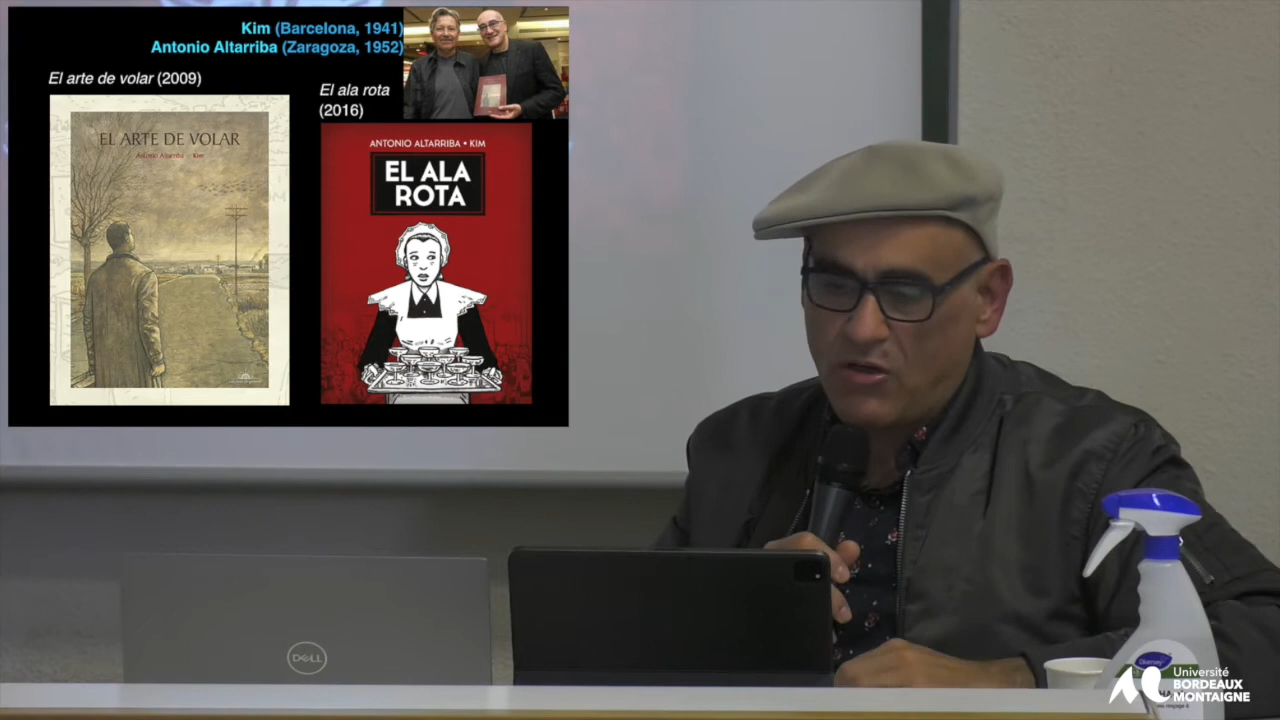 Kim (Barcelona, 1941)
Antonio Altarriba (Zaragoza, 1952)
El arte de volar (2009)
El ala rota
(2016)
EL ARTE DE VOLAR
Antonio Altarriba Kim
ANTONIO ALTARRIBA • KIM
EL ALA
ROTA
DELL
Diversey
Université
BORDEAUX
MONTAIGNE